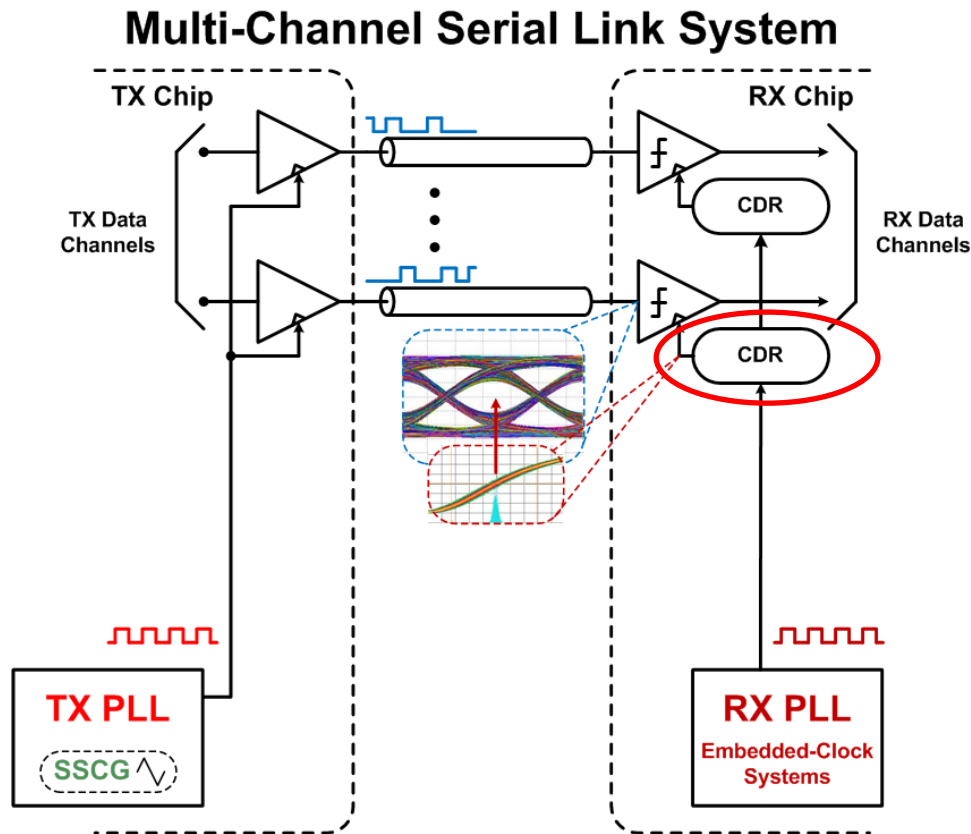 Multi-Channel Serial Link System
TX Chip
RX Chip
TX Data
Channels
CDR
RX Data
Channels
CDR
TX PLL
SSCG
RX PLL
Embedded-Clock
Systems